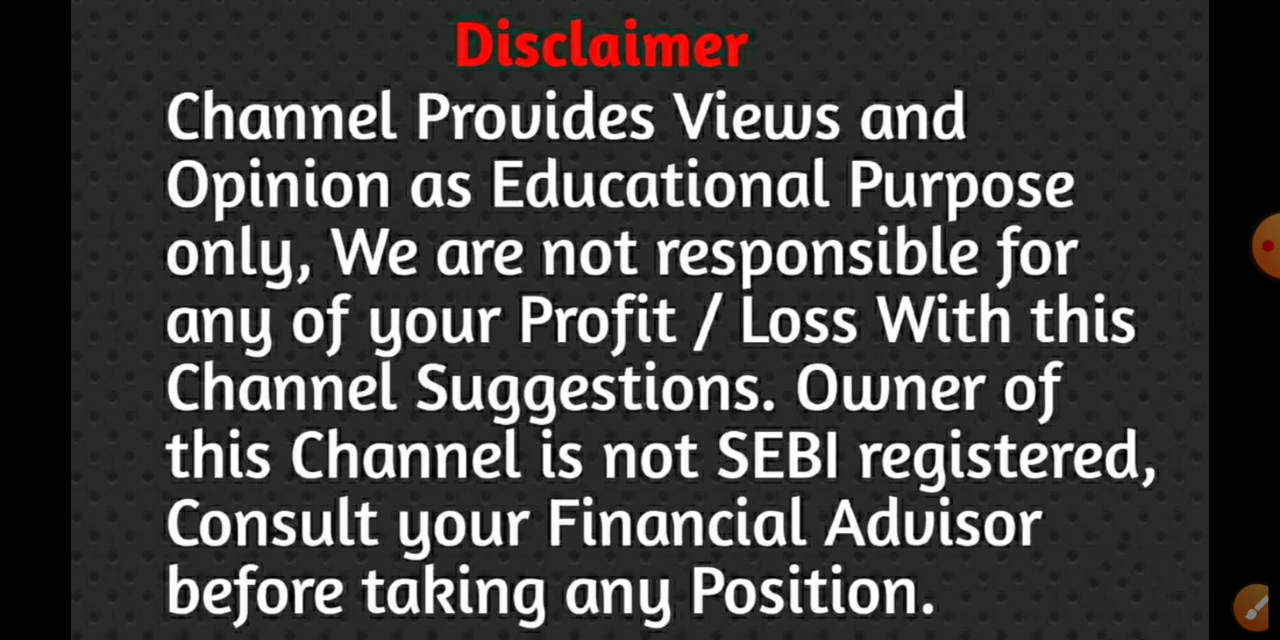 Disclaimer
Channel Provides Views and
Opinion as Educational Purpose
only, We are not responsible for
any of your Profit / Loss With this
Channel Suggestions. Owner of
this Channel is not SEBI registered,
Consult your Financial Advisor
before taking any Position.